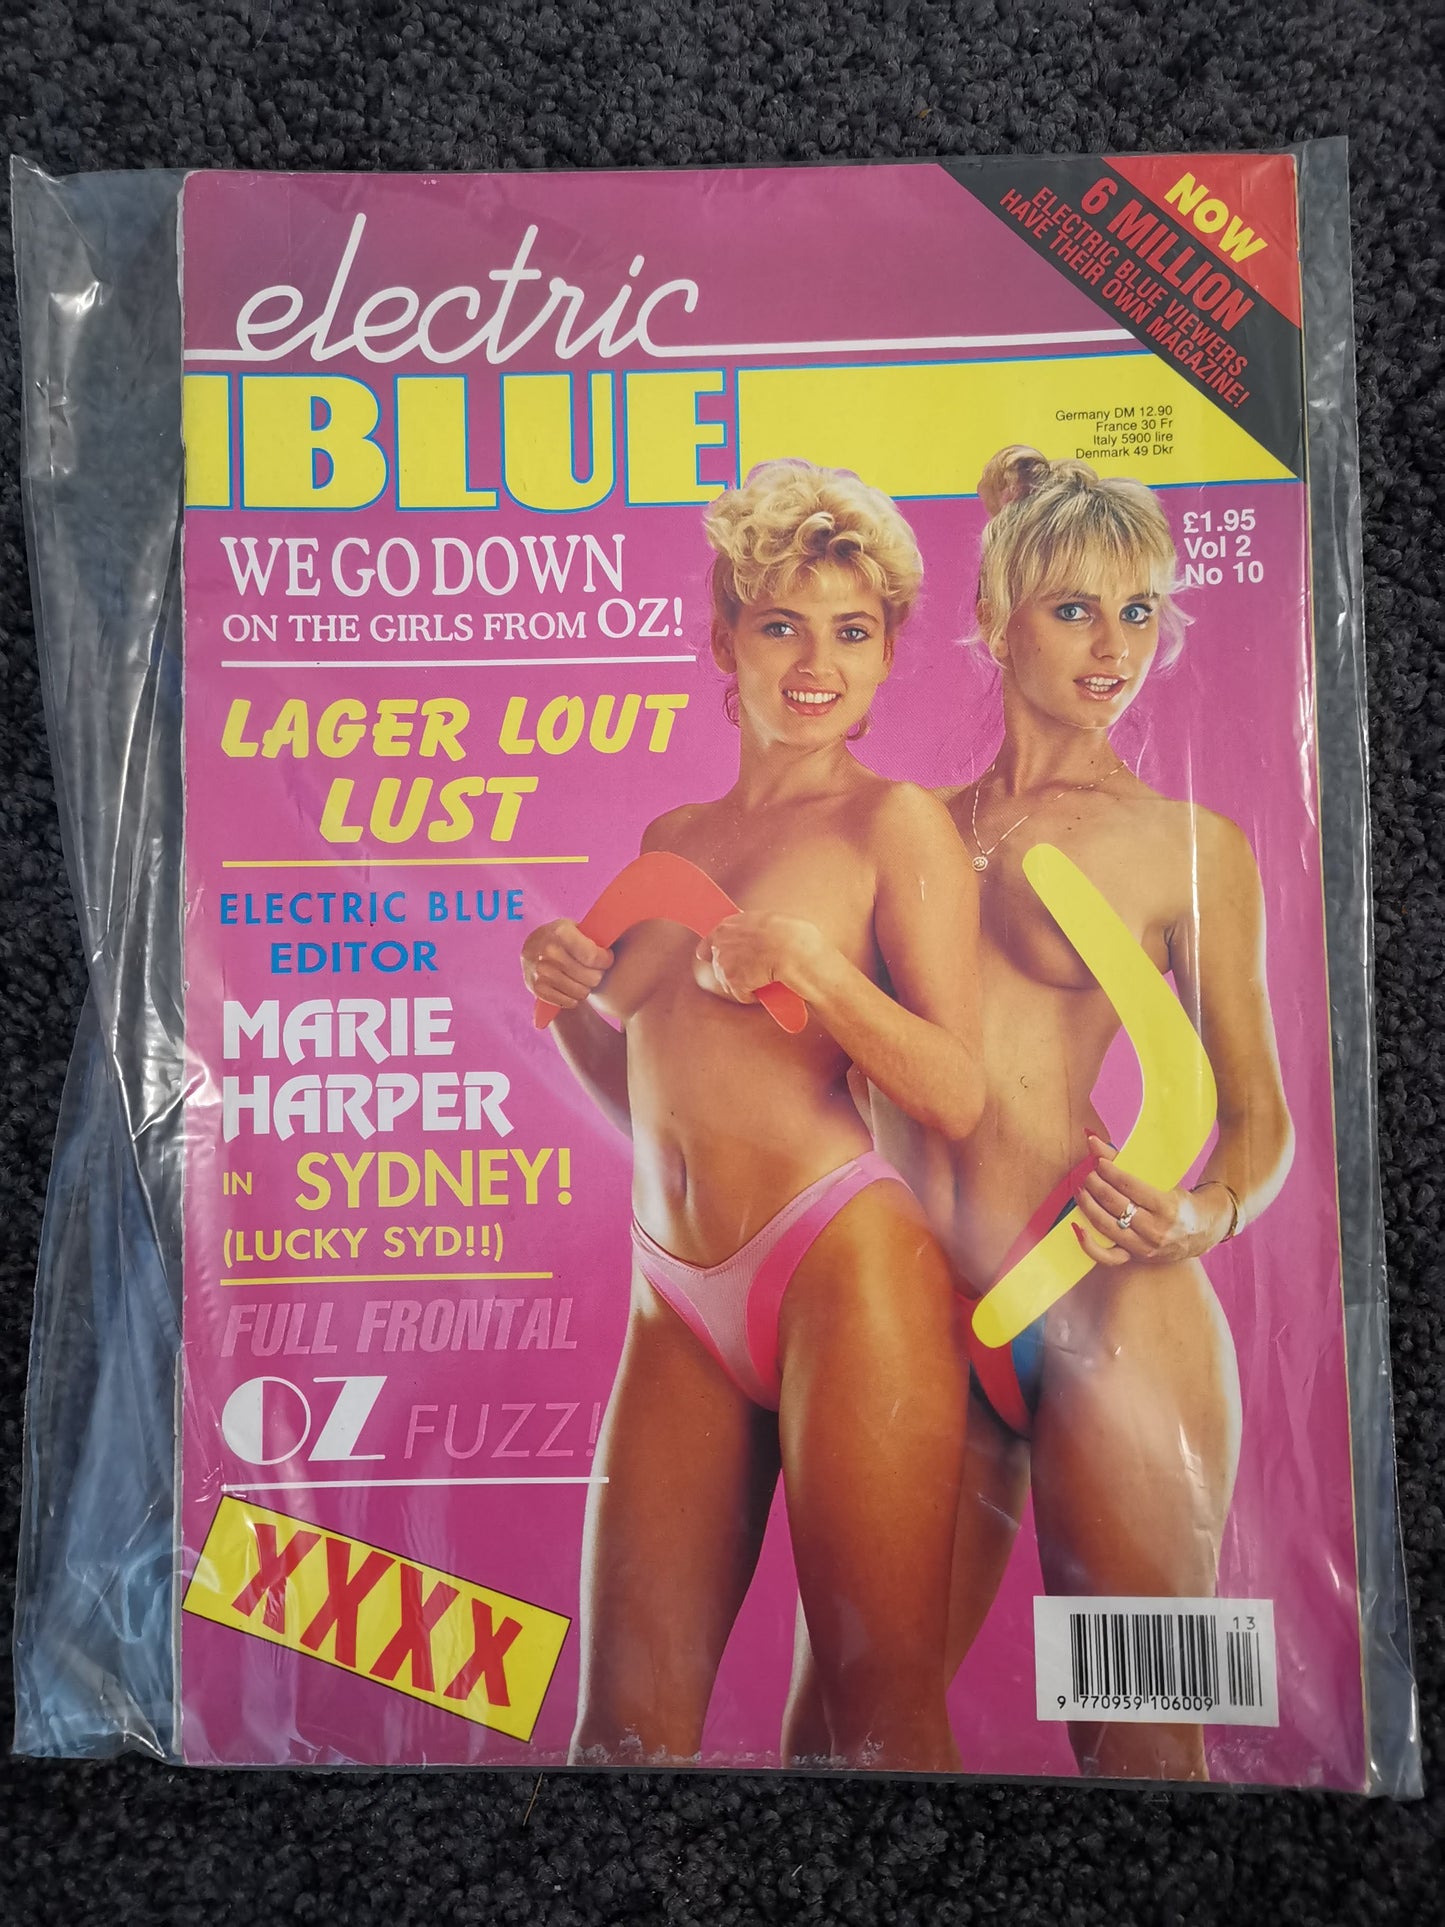 NOW
6 MILLION
ELECTRIC BLUE VIEWERS
HAVE THEIR OWN MAGAZINE!
electric
BLUE
Germany DM 12.90
France 30 Fr
Italy 5900 lire
Denmark 49 Dkr
£1.95
Vol 2
No 10
WE GO DOWN
ON THE GIRLS FROM OZ!
LAGER LOUT
LUST
ELECTRIC BLUE
EDITOR
MARIE
HARPER
IN SYDNEY!
(LUCKY SYD!!)
FULL FRONTAL
OZ FUZZ!
XXXX
13
9 770959 106009